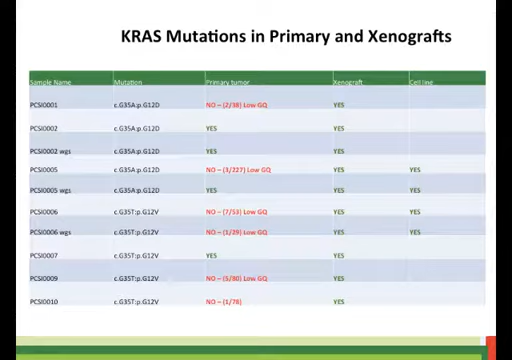 KRAS Mutations in Primary and Xenografts
Sample Name Mutation Primary tumor Xenograft Cell line
PCSI0001 c.G35A:p.G12D NO – (2/38) Low GQ YES
PCSI0002 c.G35A:p.G12D YES YES
PCSI0002 wgs c.G35A:p.G12D YES YES
PCSI0005 c.G35A:p.G12D NO – (3/227) Low GQ YES YES
PCSI0005 wgs c.G35A:p.G12D YES YES YES
PCSI0006 c.G35T:p.G12V NO – (7/53) Low GQ YES YES
PCSI0006 wgs c.G35T:p.G12V NO – (1/29) Low GQ YES YES
PCSI0007 c.G35T:p.G12V YES YES
PCSI0009 c.G35T:p.G12V NO – (5/80) Low GQ YES
PCSI0010 c.G35T:p.G12V NO – (1/78) YES